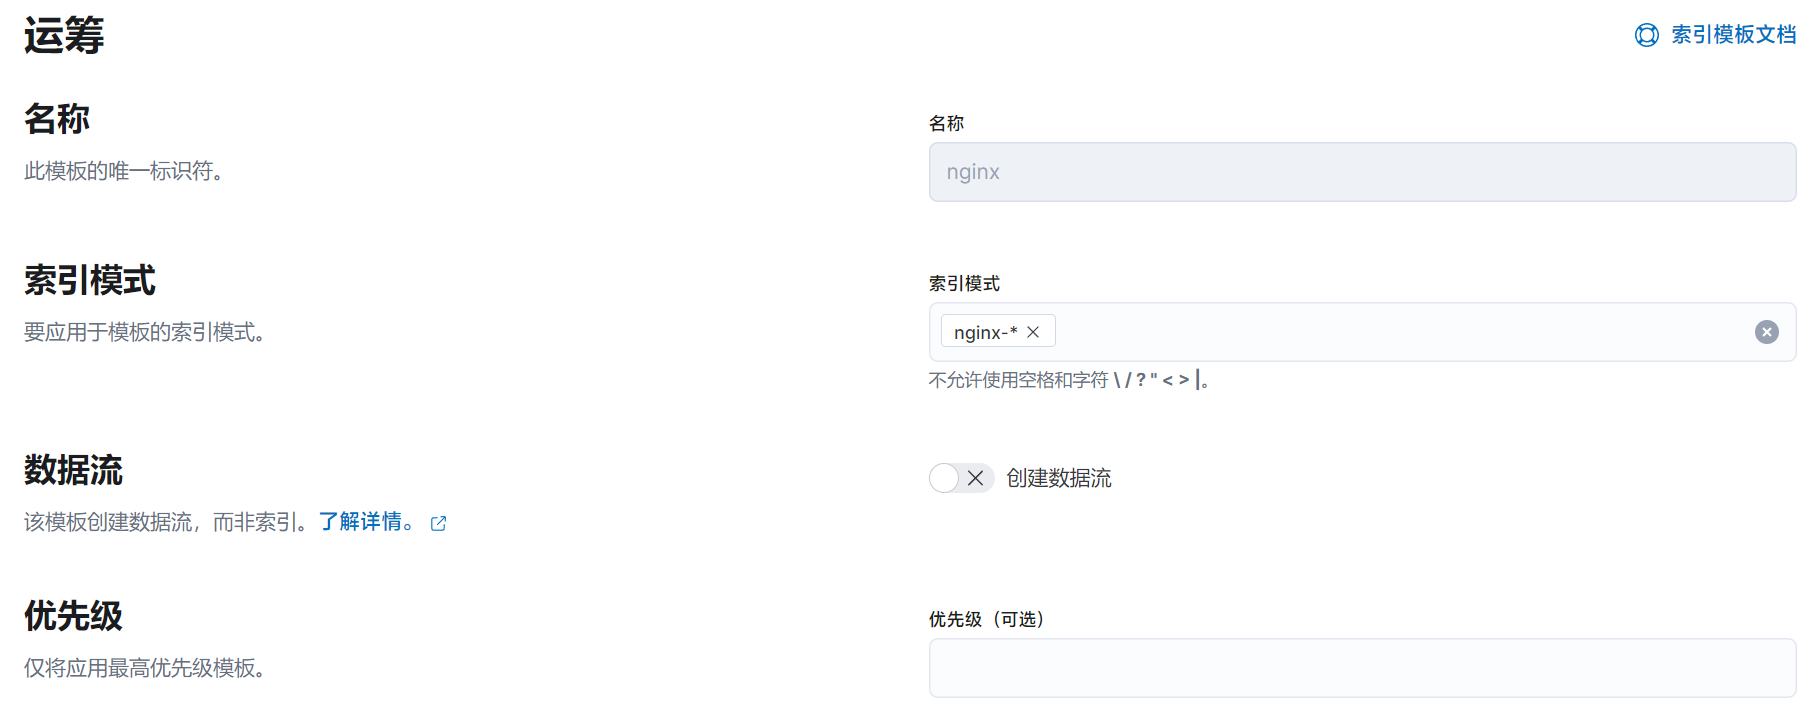 运筹
索引模板文档
名称
此模板的唯一标识符。
名称
nginx
索引模式
要应用于模板的索引模式。
索引模式
nginx-*
不允许使用空格和字符 \ / ? " < > |。
数据流
该模板创建数据流，而非索引。了解详情。
创建数据流
优先级
仅将应用最高优先级模板。
优先级（可选）